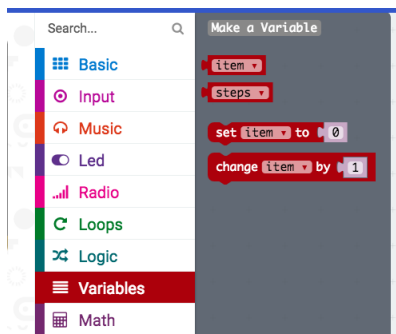 Search...
Basic
Input
Music
Led
Radio
Loops
Logic
Variables
Math
Make a Variable
item
steps
set item to 0
change item by 1